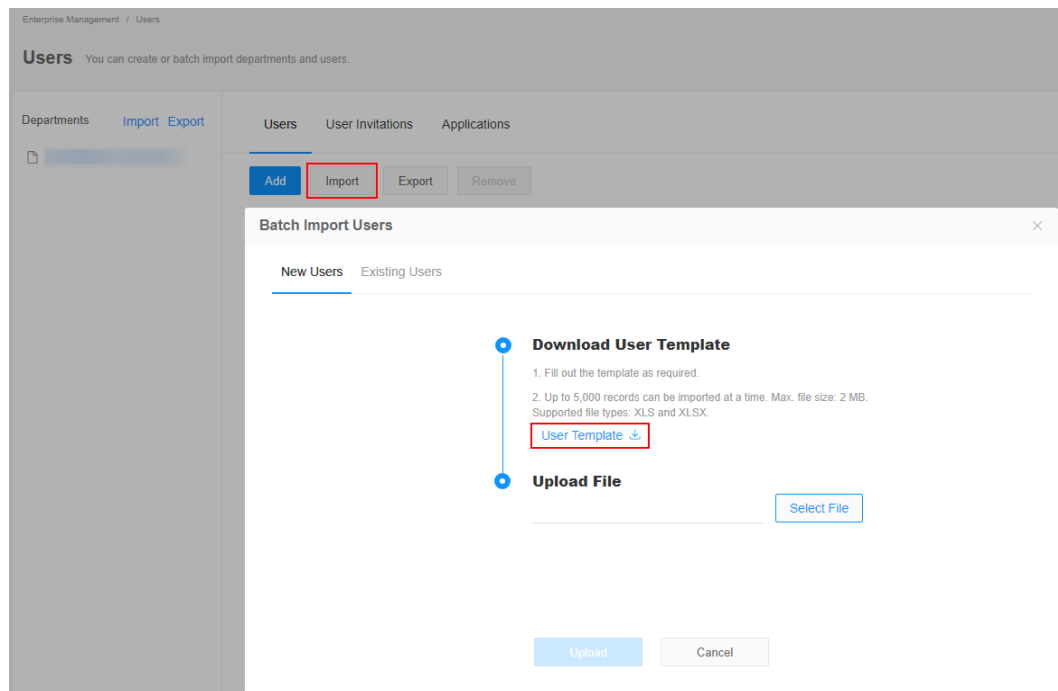 Enterprise Management / Users
Users You can create or batch import departments and users.
Departments Import Export
Users User Invitations Applications
Add Import Export Remove
Batch Import Users
New Users Existing Users
Download User Template
1. Fill out the template as required.
2. Up to 5,000 records can be imported at a time. Max. file size: 2 MB.
Supported file types: XLS and XLSX.
User Template
Upload File
Select File
Upload Cancel